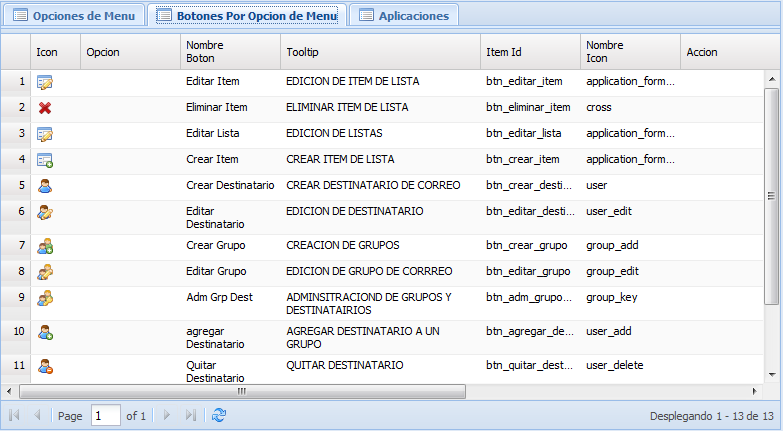 Opciones de Menu Botones Por Opcion de Menu Aplicaciones
Icon Opcion Nombre Boton Tooltip Item Id Nombre Icon Accion
1 Editar Item EDICION DE ITEM DE LISTA btn_editar_item application_form...
2 Eliminar Item ELIMINAR ITEM DE LISTA btn_eliminar_item cross
3 Editar Lista EDICION DE LISTAS btn_editar_lista application_form...
4 Crear Item CREAR ITEM DE LISTA btn_crear_item application_form...
5 Crear Destinatario CREAR DESTINATARIO DE CORREO btn_crear_desti... user
6 Editar Destinatario EDICION DE DESTINATARIO btn_editar_desti... user_edit
7 Crear Grupo CREACION DE GRUPOS btn_crear_grupo group_add
8 Editar Grupo EDICION DE GRUPO DE CORRREO btn_editar_grupo group_edit
9 Adm Grp Dest ADMINSITRACIOND DE GRUPOS Y DESTINATAIRIOS btn_adm_grupo... group_key
10 agregar Destinatario AGREGAR DESTINATARIO A UN GRUPO btn_agregar_de... user_add
11 Quitar Destinatario QUITAR DESTINATARIO btn_quitar_dest... user_delete
Page 1 of 1 Desplegando 1 - 13 de 13